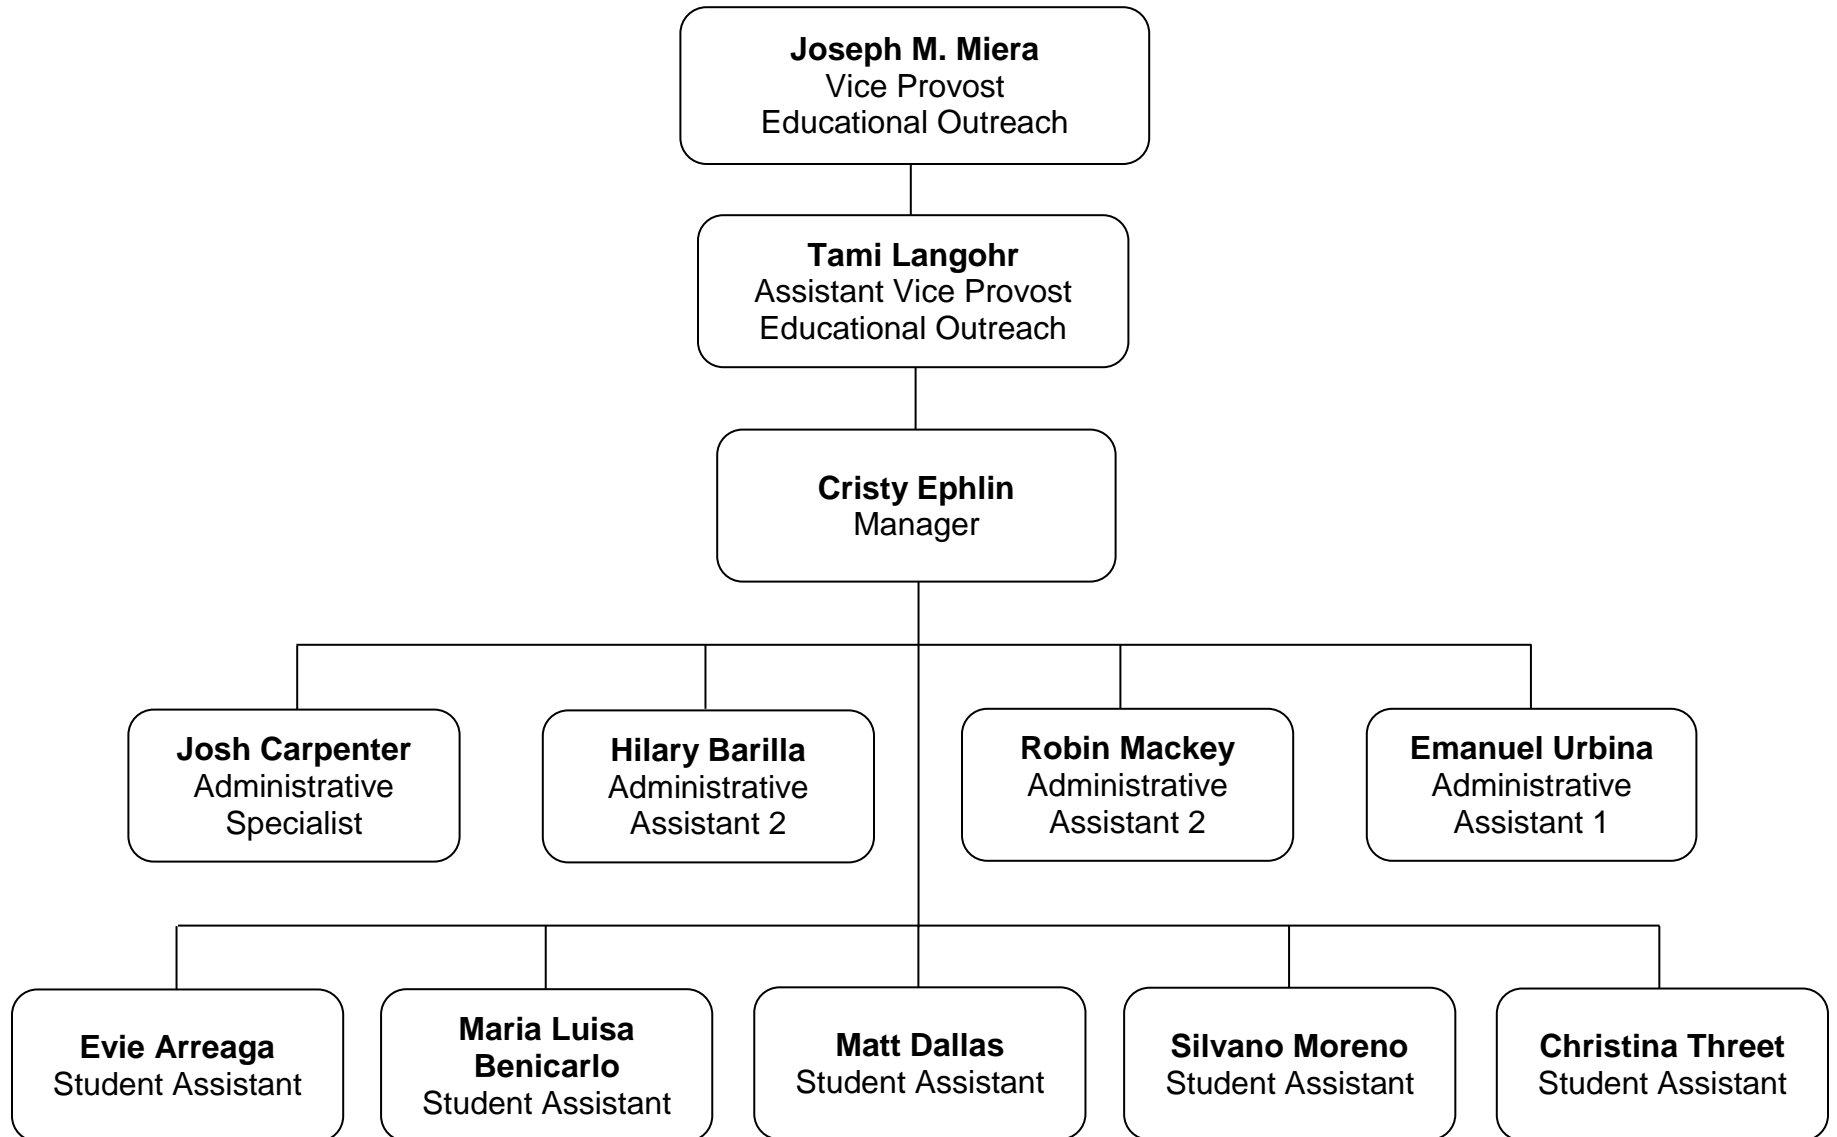 Joseph M. Miera
Vice Provost
Educational Outreach
Tami Langohr
Assistant Vice Provost
Educational Outreach
Cristy Ephlin
Manager
Josh Carpenter
Administrative
Specialist
Hilary Barilla
Administrative
Assistant 2
Robin Mackey
Administrative
Assistant 2
Emanuel Urbina
Administrative
Assistant 1
Evie Arreaga
Student Assistant
Maria Luisa
Benicarlo
Student Assistant
Matt Dallas
Student Assistant
Silvano Moreno
Student Assistant
Christina Threet
Student Assistant